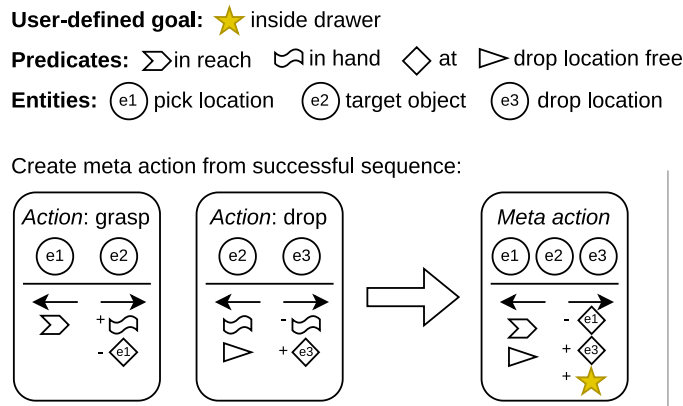 User-defined goal: inside drawer
Predicates: in reach in hand at drop location free
Entities: e1 pick location e2 target object e3 drop location
Create meta action from successful sequence:
Action: grasp Action: drop Meta action
e1 e2 e2 e3 e1 e2 e3
+ - - e1
- e1 + e3 + e3
+